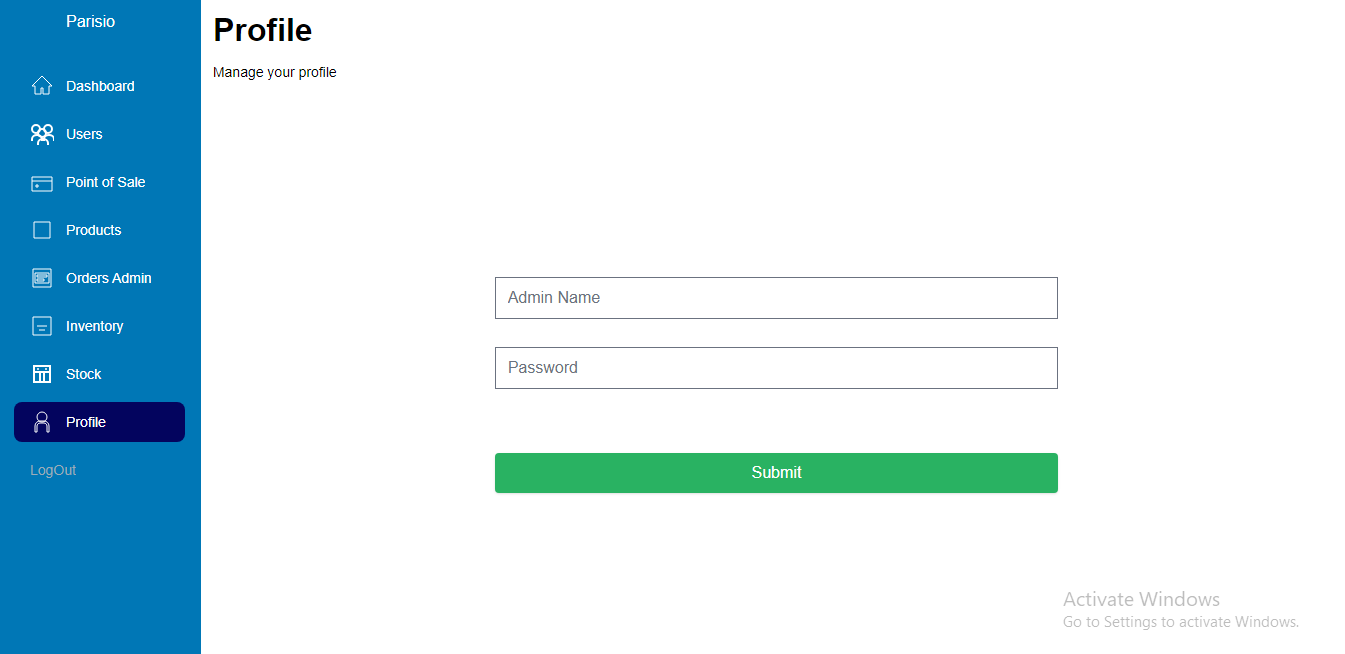 Parisio
Dashboard
Users
Point of Sale
Products
Orders Admin
Inventory
Stock
Profile
LogOut
Profile
Manage your profile
Admin Name
Password
Submit
Activate Windows
Go to Settings to activate Windows.